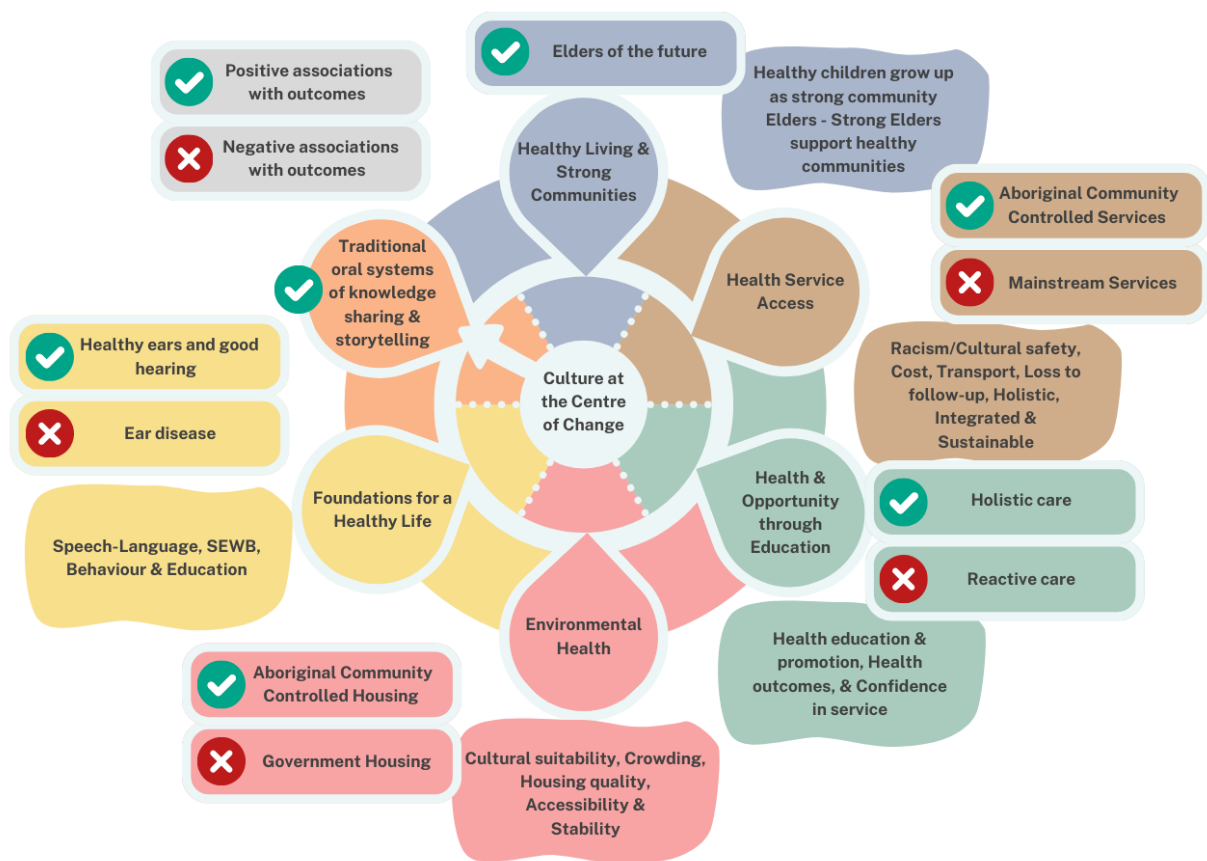 Positive associations
with outcomes
Negative associations
with outcomes
Elders of the future
Healthy children grow up
as strong community
Elders - Strong Elders
support healthy
communities
Healthy Living &
Strong
Communities
Aboriginal Community
Controlled Services
Mainstream Services
Health Service
Access
Racism/Cultural safety,
Cost, Transport, Loss to
follow-up, Holistic,
Integrated &
Sustainable
Traditional
oral systems
of knowledge
sharing &
storytelling
Culture at
the Centre
of Change
Healthy ears and good
hearing
Ear disease
Foundations for a
Healthy Life
Speech-Language, SEWB,
Behaviour & Education
Health &
Opportunity
through
Education
Holistic care
Reactive care
Health education &
promotion, Health
outcomes, & Confidence
in service
Environmental
Health
Aboriginal Community
Controlled Housing
Government Housing
Cultural suitability, Crowding,
Housing quality,
Accessibility &
Stability